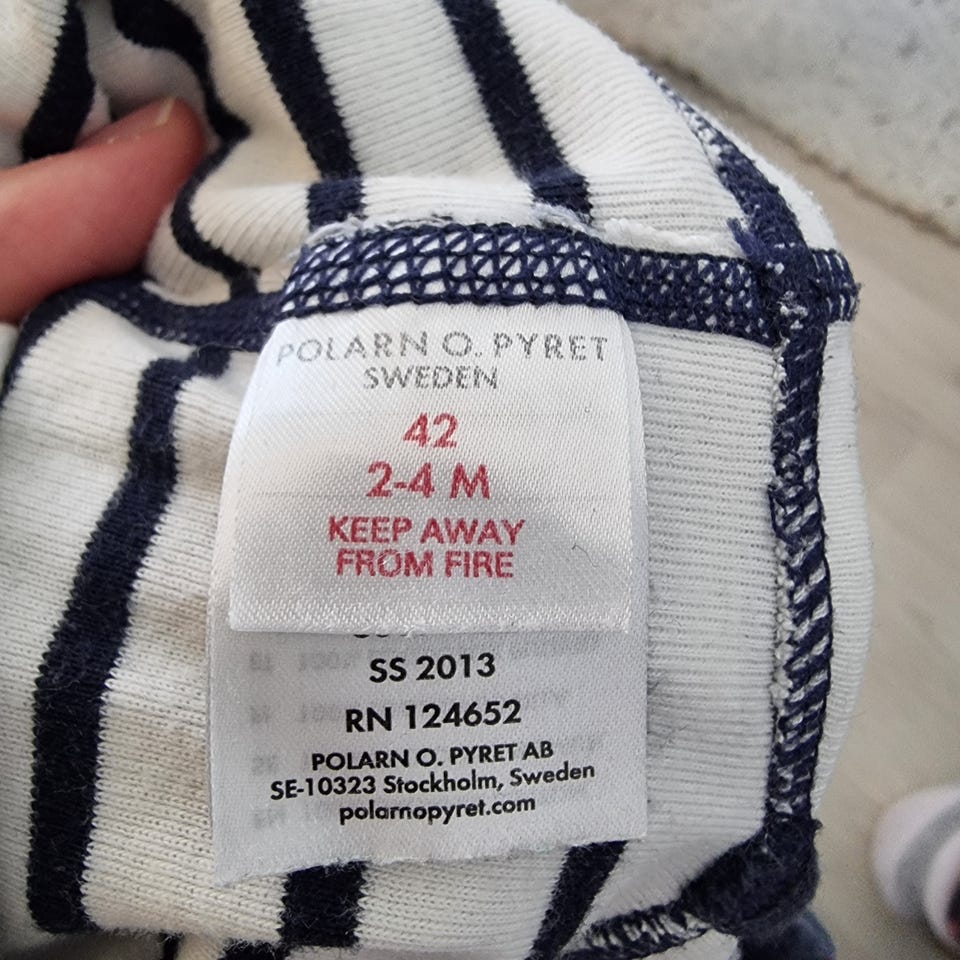 POLARN O. PYRET
SWEDEN
42
2-4 M
KEEP AWAY
FROM FIRE
SS 2013
RN 124652
POLARN O. PYRET AB
SE-10323 Stockholm, Sweden
polarnopyret.com